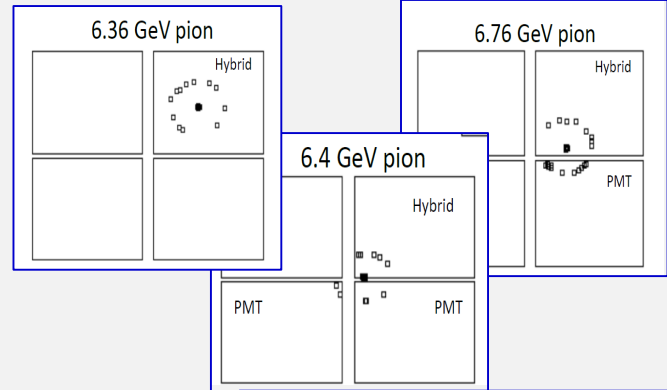 6.36 GeV pion
Hybrid
6.76 GeV pion
Hybrid
PMT
6.4 GeV pion
Hybrid
PMT
PMT